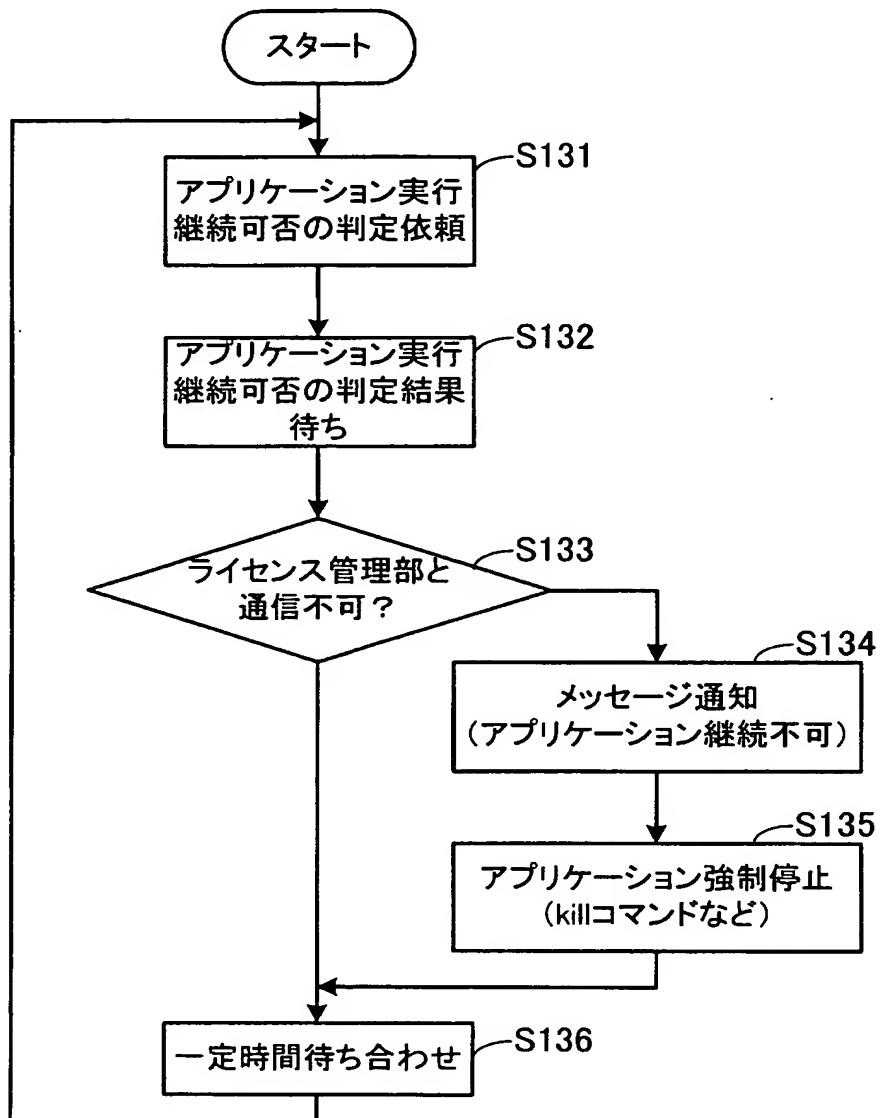 スタート
S131
アプリケーション実行
継続可否の判定依頼
S132
アプリケーション実行
継続可否の判定結果
待ち
S133
ライセンス管理部と
通信不可？
S134
メッセージ通知
（アプリケーション継続不可）
S135
アプリケーション強制停止
（killコマンドなど）
一定時間待ち合わせ
S136